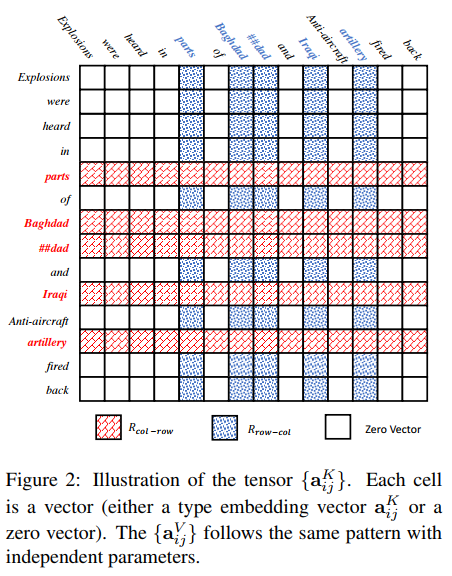 Explosions were heard in parts of Baghdad ##dad and Iraqi Anti-aircraft artillery fired back
Explosions
were
heard
in
parts
of
Baghdad
##dad
and
Iraqi
Anti-aircraft
artillery
fired
back
R_{col-row} R_{row-col} Zero Vector
Figure 2: Illustration of the tensor {a^K_{ij}}. Each cell
is a vector (either a type embedding vector a^K_{ij} or a
zero vector). The {a^V_{ij}} follows the same pattern with
independent parameters.